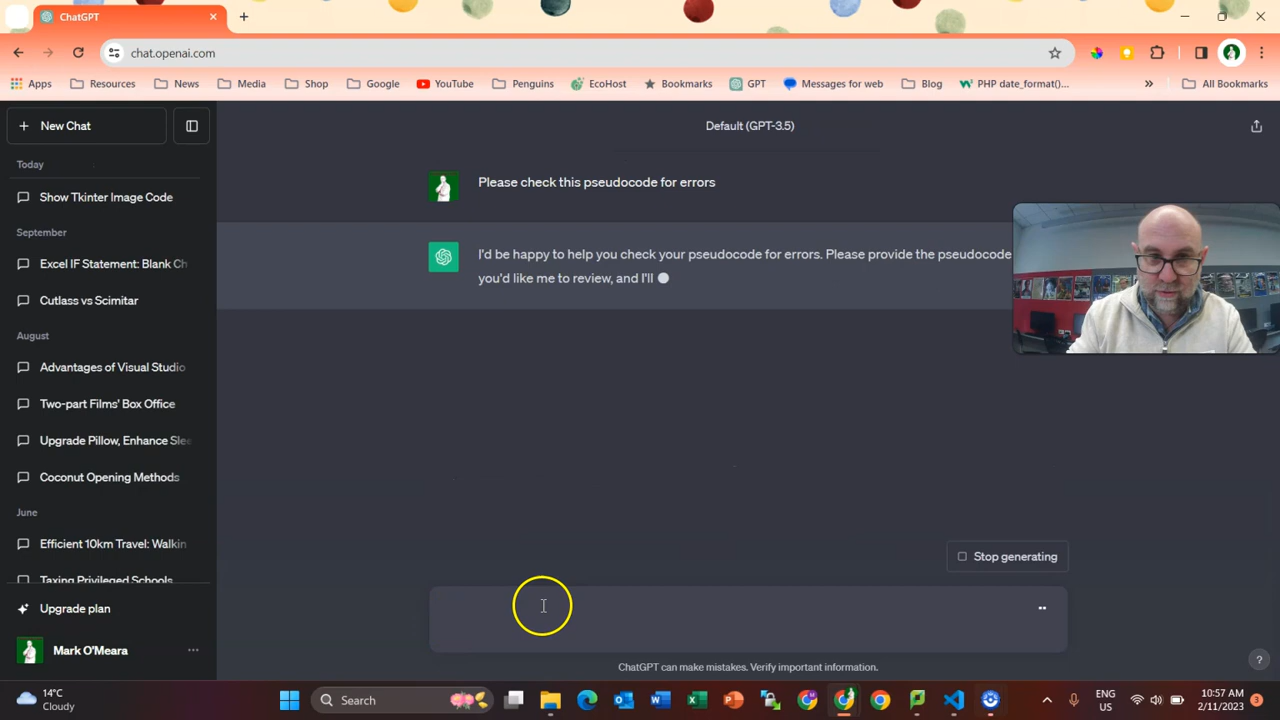 ChatGPT
chat.openai.com
Apps
Resources
News
Media
Shop
Google
YouTube
Penguins
EcoHost
Bookmarks
GPT
Messages for web
Blog
PHP date_format()...
»
All Bookmarks
+ New Chat
Default (GPT-3.5)
Today
Show Tkinter Image Code
September
Excel IF Statement: Blank Ch
Cutlass vs Scimitar
August
Advantages of Visual Studio
Two-part Films' Box Office
Upgrade Pillow, Enhance Slee
Coconut Opening Methods
June
Efficient 10km Travel: Walkin
Taxing Privileged Schools
Upgrade plan
Mark O'Meara
Please check this pseudocode for errors
I'd be happy to help you check your pseudocode for errors. Please provide the pseudocode
you'd like me to review, and I'll
Stop generating
ChatGPT can make mistakes. Verify important information.
?
14°C
Cloudy
Search
ENG
US
10:57 AM
2/11/2023
3